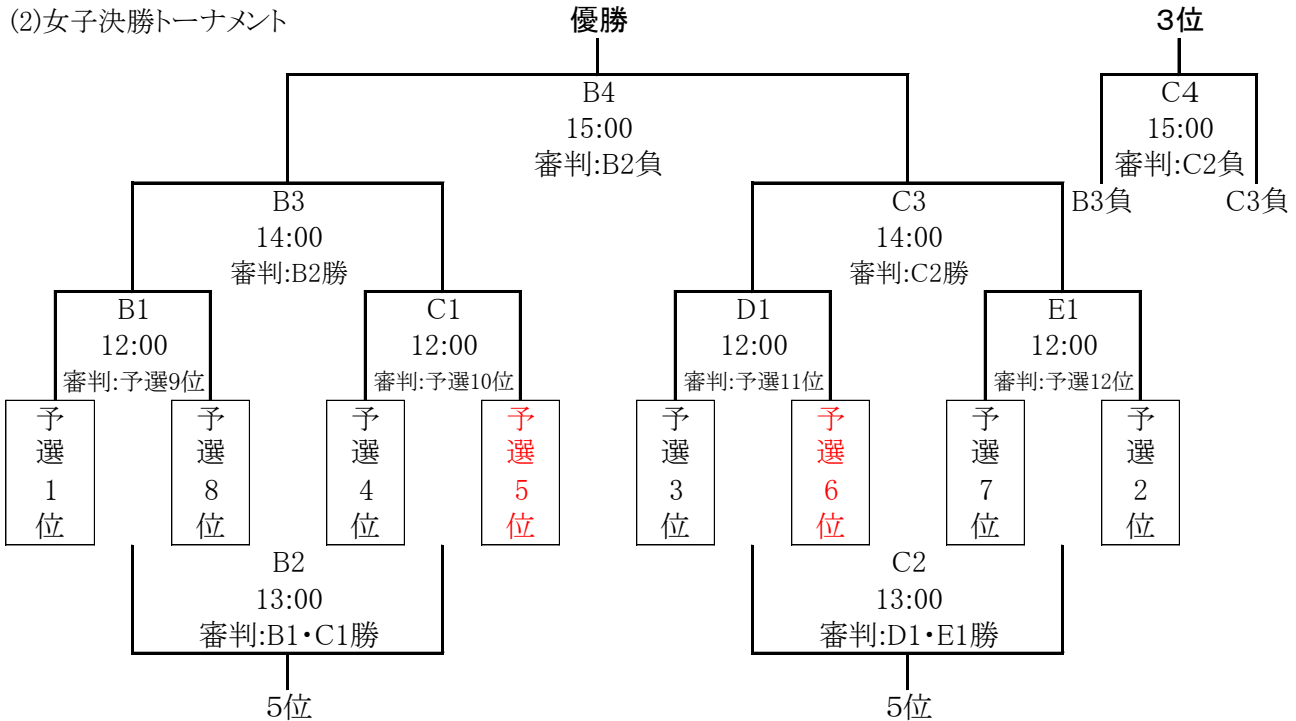 (2)女子決勝トーナメント
優勝
3位
B4
15:00
審判:B2負
C4
15:00
審判:C2負
B3負
C3負
B3
14:00
審判:B2勝
C3
14:00
審判:C2勝
B1
12:00
審判:予選9位
C1
12:00
審判:予選10位
D1
12:00
審判:予選11位
E1
12:00
審判:予選12位
予選1位
予選8位
予選4位
予選5位
予選3位
予選6位
予選7位
予選2位
B2
13:00
審判:B1・C1勝
C2
13:00
審判:D1・E1勝
5位
5位